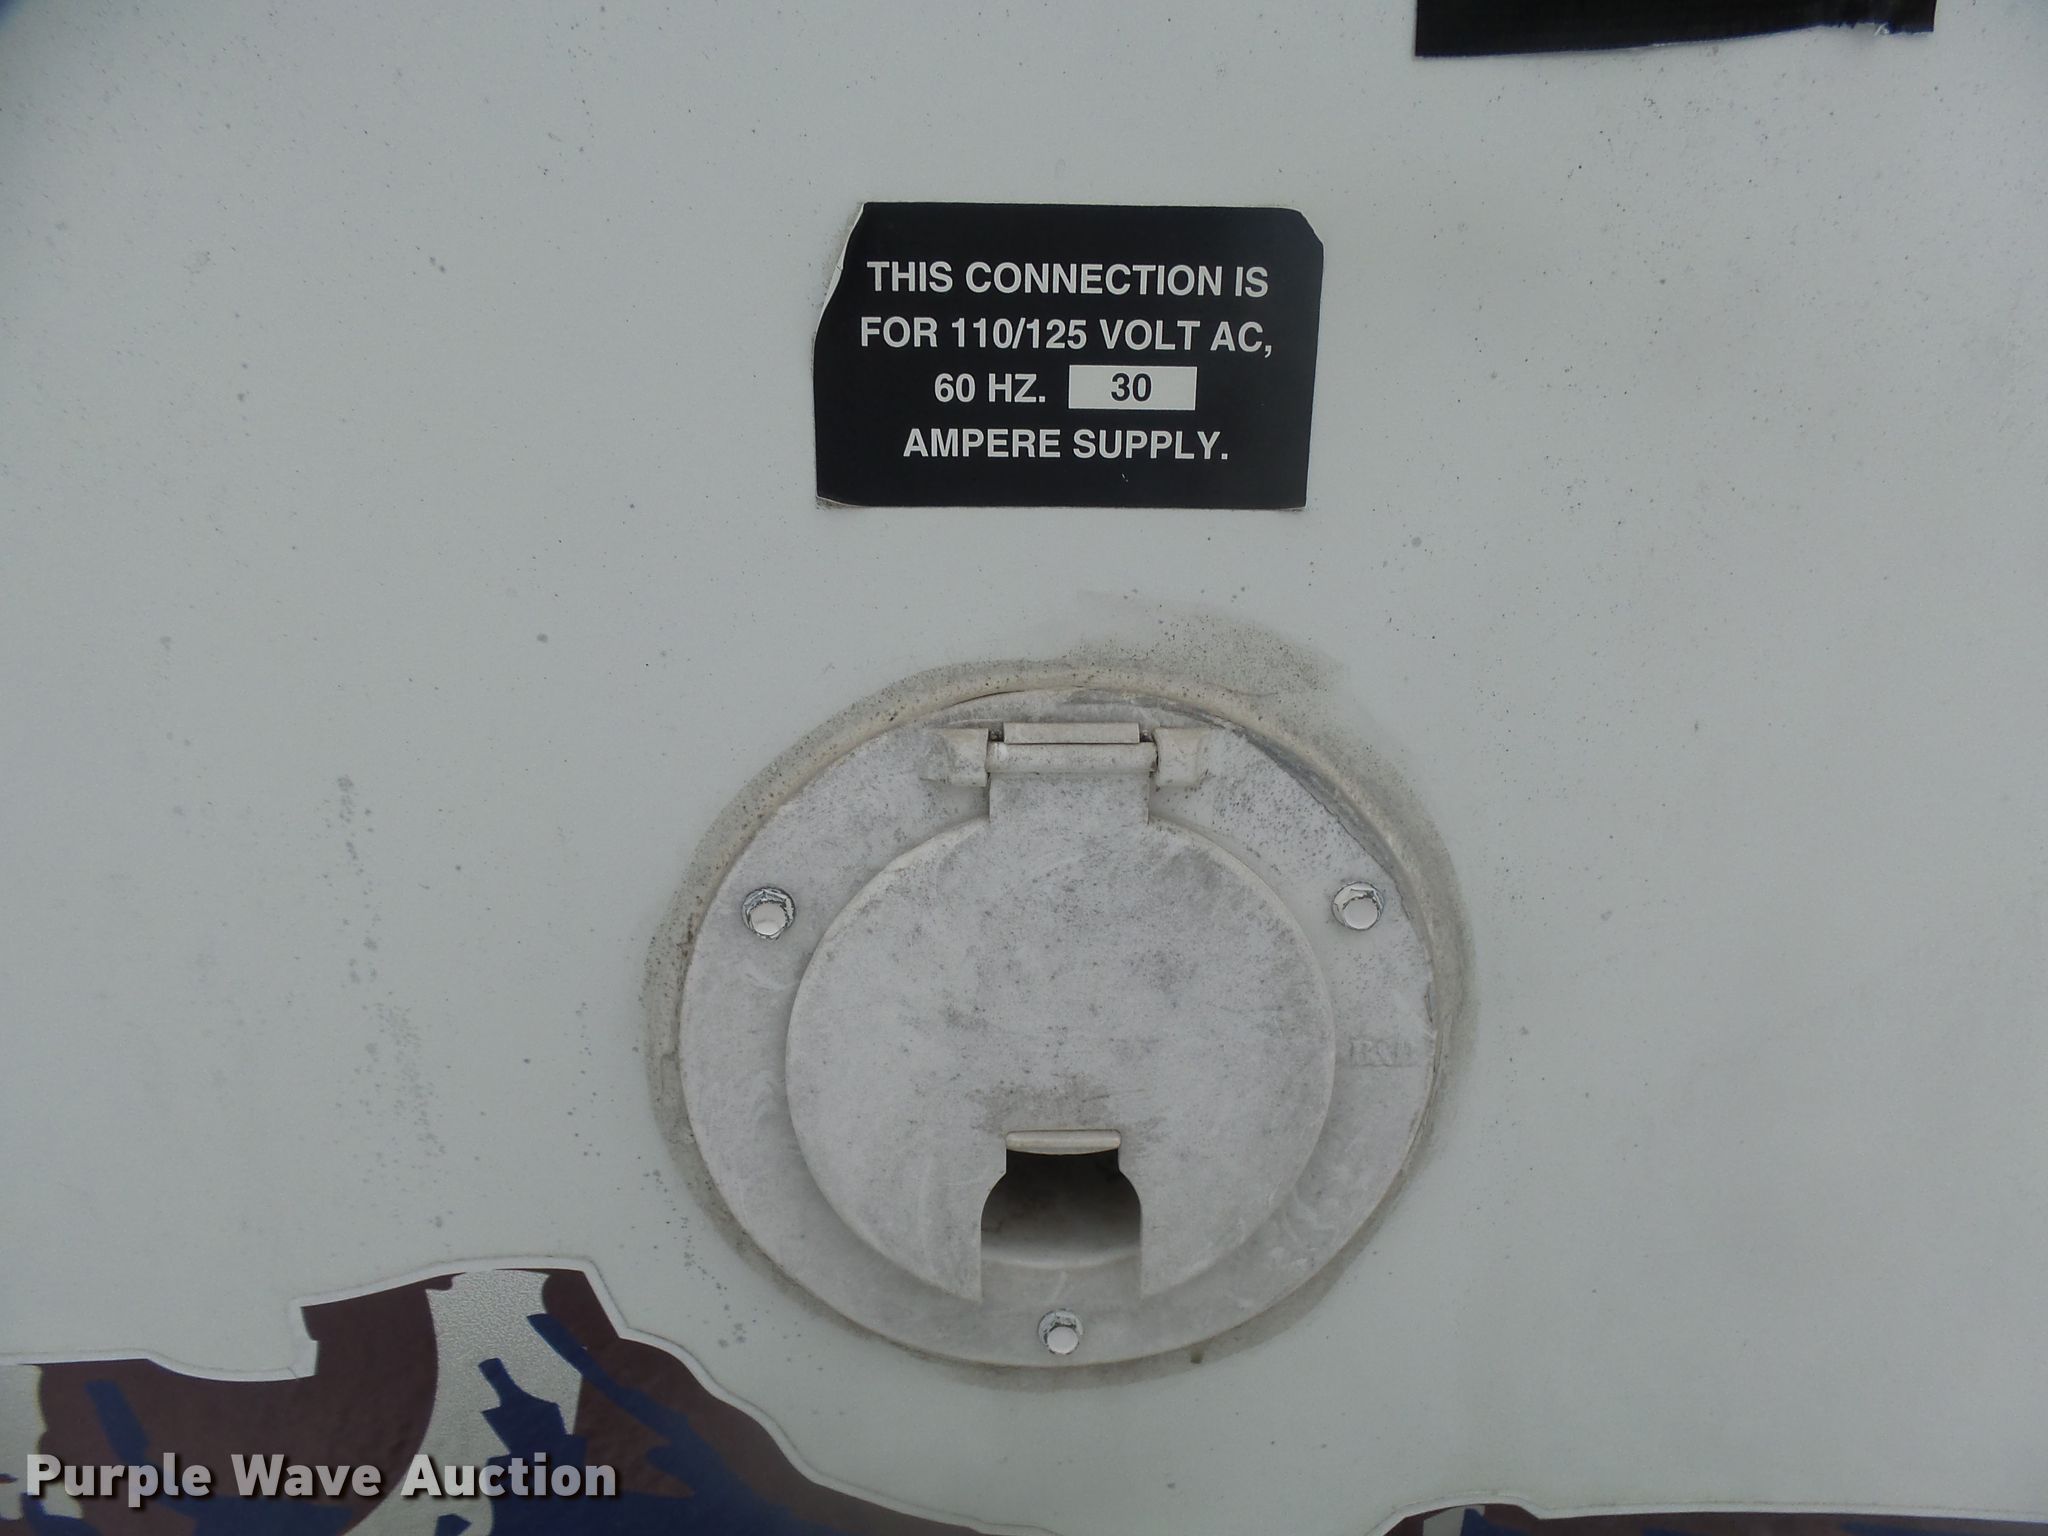 THIS CONNECTION IS
FOR 110/125 VOLT AC,
60 HZ. 30
AMPERE SUPPLY.
Purple Wave Auction